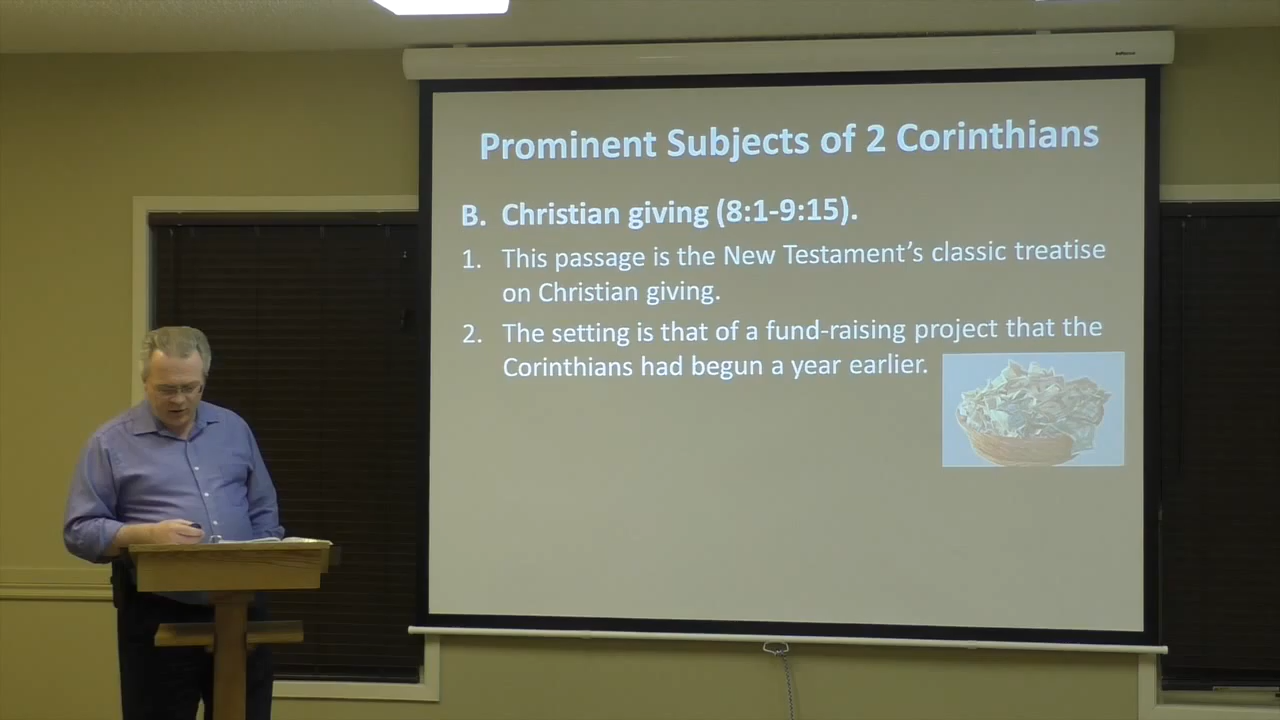 Prominent Subjects of 2 Corinthians
B. Christian giving (8:1-9:15).
1. This passage is the New Testament’s classic treatise
on Christian giving.
2. The setting is that of a fund-raising project that the
Corinthians had begun a year earlier.